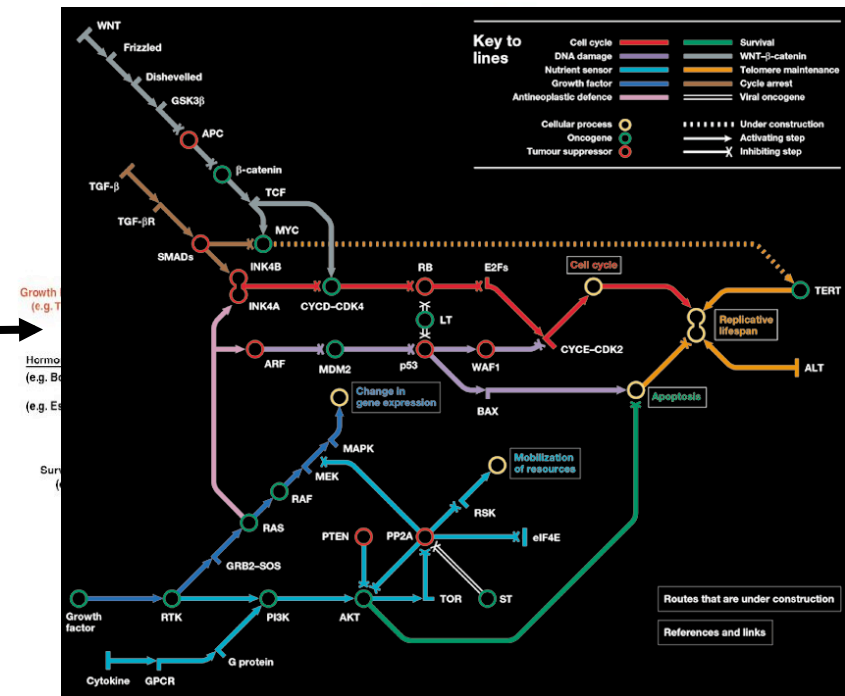 WNT
Frizzled
Dishevelled
GSK3β
APC
β-catenin
TCF
MYC
TGF-β
TGF-βR
SMADs
INK4B
INK4A
CYCD–CDK4
RB
E2Fs
Cell cycle
TERT
Replicative
lifespan
LT
CYCE–CDK2
ARF
MDM2
p53
WAF1
ALT
BAX
Apoptosis
Change in
gene expression
MAPK
MEK
RAF
RAS
GRB2–SOS
Mobilization
of resources
RSK
PTEN
PP2A
eIF4E
Growth
factor
RTK
PI3K
AKT
TOR
ST
Cytokine
GPCR
G protein
Key to
lines
Cell cycle
DNA damage
Nutrient sensor
Growth factor
Antineoplastic defence
Survival
WNT–β-catenin
Telomere maintenance
Cycle arrest
Viral oncogene
Cellular process
Oncogene
Tumour suppressor
Under construction
Activating step
Inhibiting step
Routes that are under construction
References and links
Growth
(e.g. T
Hormo
(e.g. Bo
(e.g. Es
Surv
(